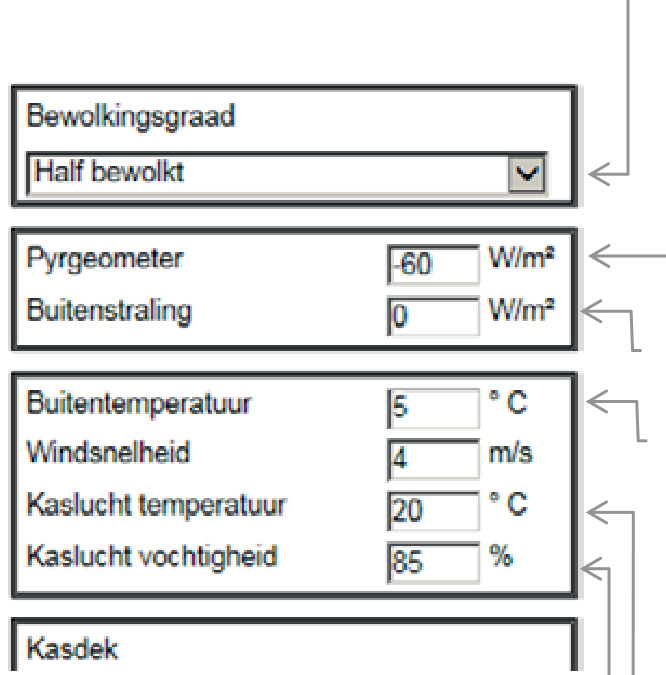 Bewolkingsgraad
Half bewolkt
Pyrgeometer -60 W/m²
Buitenstraling 0 W/m²
Buitentemperatuur 5 ° C
Windsnelheid 4 m/s
Kaslucht temperatuur 20 ° C
Kaslucht vochtigheid 85 %
Kasdek